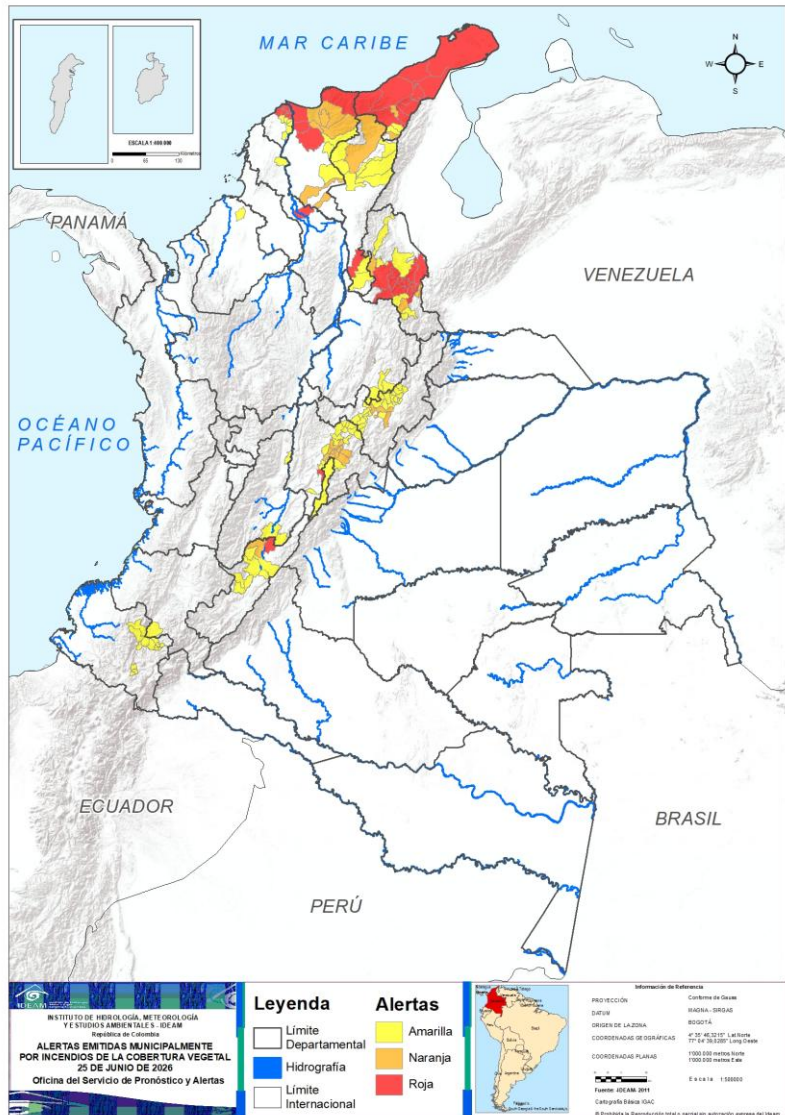 MAR CARIBE
N
W
E
S
ESCALA 1:400.000
PANAMÁ
VENEZUELA
OCÉANO
PACÍFICO
ECUADOR
BRASIL
PERÚ
IDEAM
INSTITUTO DE HIDROLOGÍA, METEOROLOGÍA
Y ESTUDIOS AMBIENTALES - IDEAM
República de Colombia
ALERTAS EMITIDAS MUNICIPALMENTE
POR INCENDIOS DE LA COBERTURA VEGETAL
25 DE JUNIO DE 2026
Oficina del Servicio de Pronóstico y Alertas
Leyenda
Límite
Departamental
Hidrografía
Límite
Internacional
Alertas
Amarilla
Naranja
Roja
Información de Referencia
PROYECCIÓN Conforme de Gauss
DATUM MAGNA - SIRGAS
ORIGEN DE LA ZONA BOGOTÁ
COORDENADAS GEOGRÁFICAS
COORDENADAS PLANAS
1'000.000 metros Norte
1'000.000 metros Este
Escala 1:500000
Fuente: IDEAM 2011
Cartografía Básica IGAC